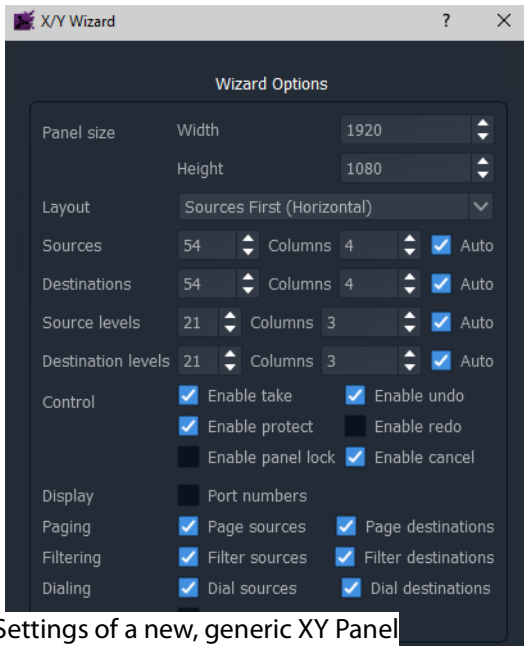 X/Y Wizard ?
Wizard Options
Panel size Width 1920
Height 1080
Layout Sources First (Horizontal)
Sources 54 Columns 4 Auto
Destinations 54 Columns 4 Auto
Source levels 21 Columns 3 Auto
Destination levels 21 Columns 3 Auto
Control Enable take Enable undo
Enable protect Enable redo
Enable panel lock Enable cancel
Display Port numbers
Paging Page sources Page destinations
Filtering Filter sources Filter destinations
Dialing Dial sources Dial destinations
Settings of a new, generic XY Panel